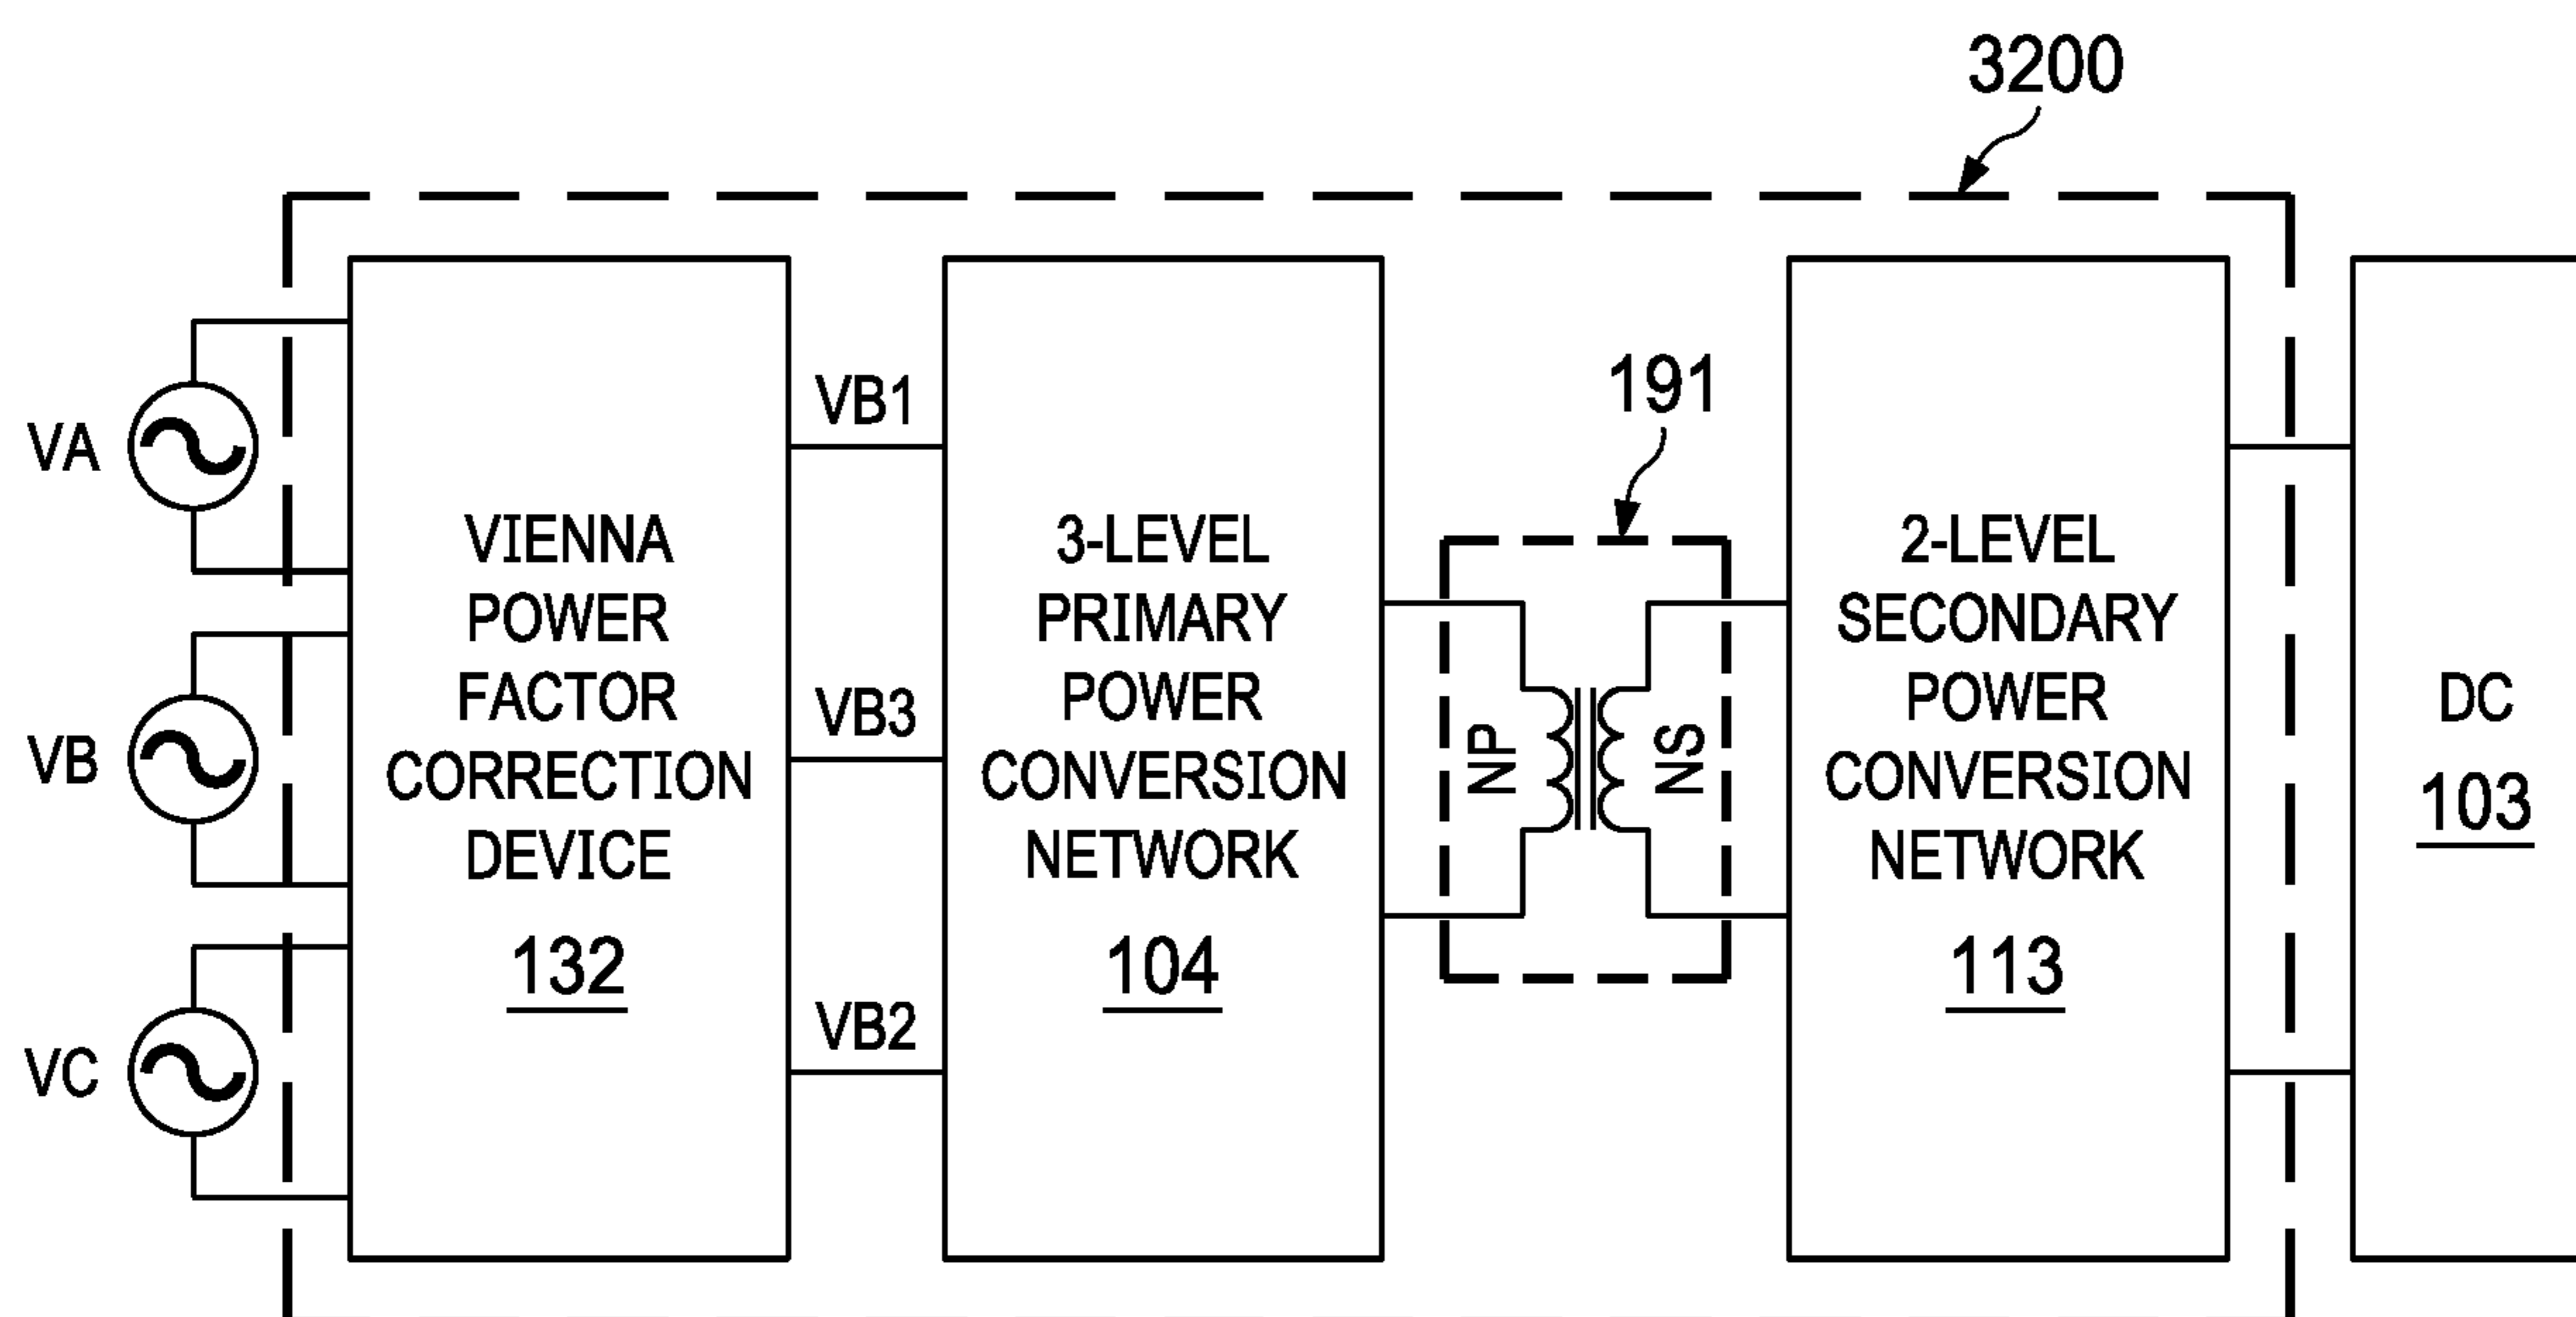 3200
VA
VB
VC
VIENNA
POWER
FACTOR
CORRECTION
DEVICE
132
VB1
VB3
VB2
3-LEVEL
PRIMARY
POWER
CONVERSION
NETWORK
104
191
NP
NS
2-LEVEL
SECONDARY
POWER
CONVERSION
NETWORK
113
DC
103